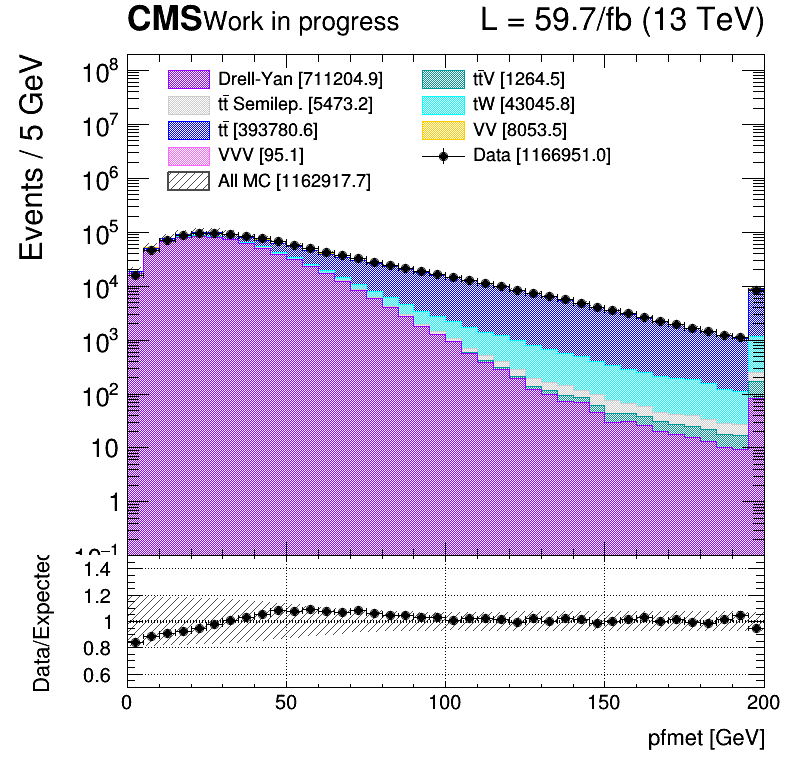 CMS Work in progress L = 59.7/fb (13 TeV)
Events / 5 GeV
10⁸
10⁷
10⁶
10⁵
10⁴
10³
10²
10
1
10⁻¹
Drell-Yan [711204.9]
tt̄ Semilep. [5473.2]
tt̄ [393780.6]
VVV [95.1]
All MC [1162917.7]
tt̄V [1264.5]
tW [43045.8]
VV [8053.5]
Data [1166951.0]
Data/Expected
1.4
1.2
1
0.8
0.6
0 50 100 150 200
pfmet [GeV]